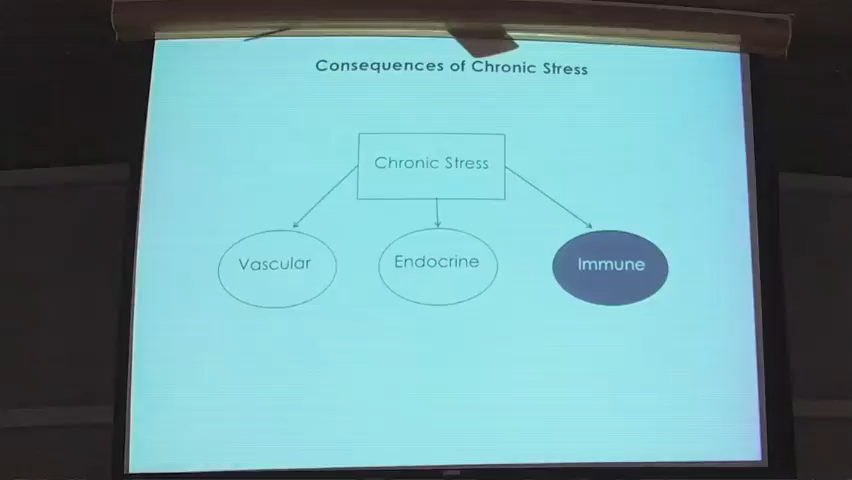 Consequences of Chronic Stress
Chronic Stress
Vascular
Endocrine
Immune